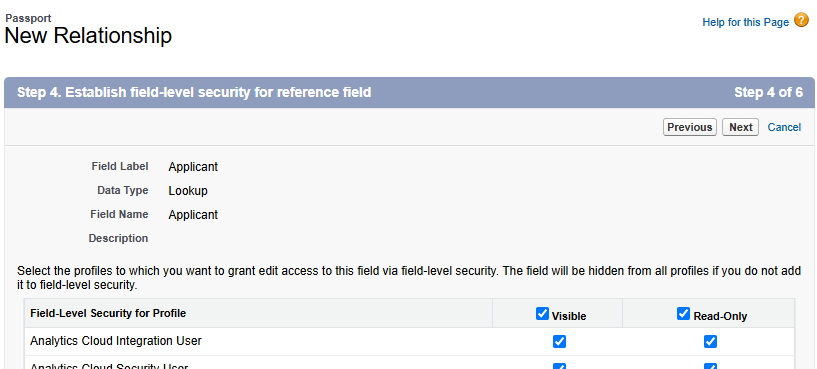 Passport
New Relationship
Help for this Page ?
Step 4. Establish field-level security for reference field
Step 4 of 6
Previous Next Cancel
Field Label Applicant
Data Type Lookup
Field Name Applicant
Description
Select the profiles to which you want to grant edit access to this field via field-level security. The field will be hidden from all profiles if you do not add
it to field-level security.
Field-Level Security for Profile Visible Read-Only
Analytics Cloud Integration User
Analytics Cloud Security User